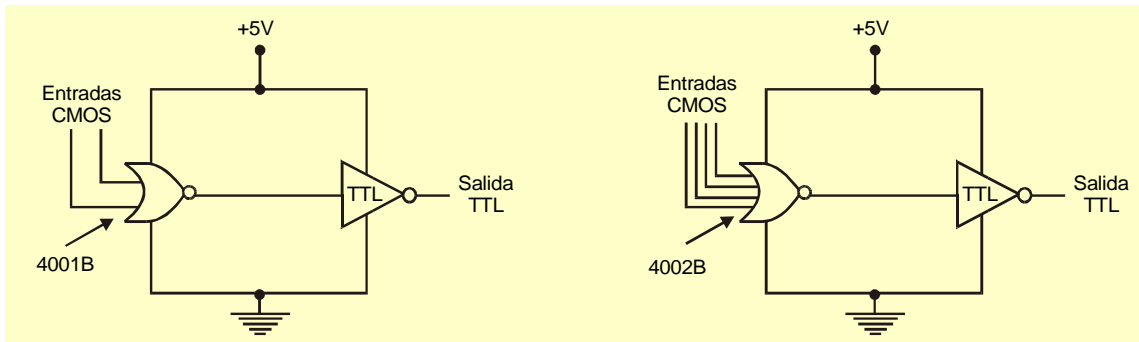 +5V
Entradas
CMOS
TTL
Salida
TTL
4001B
+5V
Entradas
CMOS
TTL
Salida
TTL
4002B